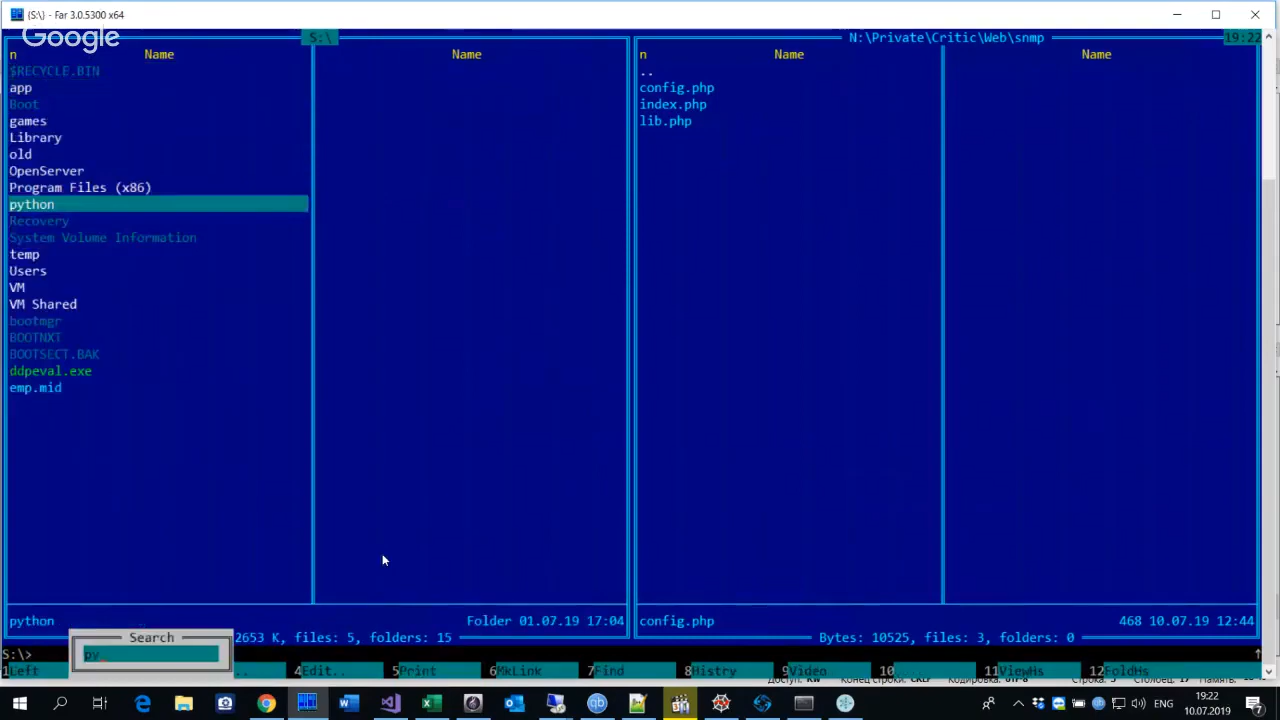 {S:\} - Far 3.0.5300 x64
Google
S:\
N:\Private\Critic\Web\snmp
19:22
n Name Name
n Name Name
$RECYCLE.BIN
app
Boot
games
Library
old
OpenServer
Program Files (x86)
python
Recovery
System Volume Information
temp
Users
VM
VM Shared
bootmgr
BOOTNXT
BOOTSECT.BAK
ddpeval.exe
emp.mid
..
config.php
index.php
lib.php
python Folder 01.07.19 17:04
config.php 468 10.07.19 12:44
2653 K, files: 5, folders: 15
Bytes: 10525, files: 3, folders: 0
Search
py
S:\>
1Left 4Edit.. 5Print 6MkLink 7Find 8Histry 9Video 10 11ViewHs 12FoldHs
ENG
19:22
10.07.2019